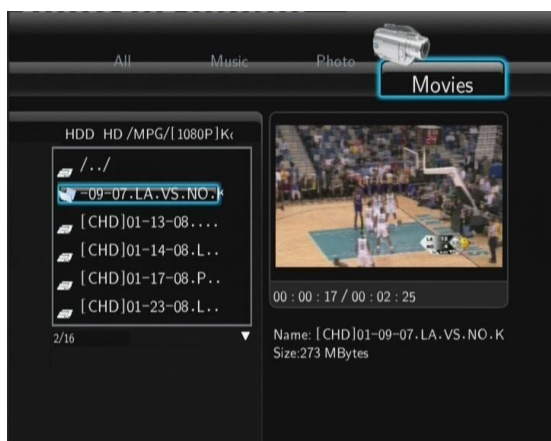 All Music Photo Movies
HDD HD/MPG/[1080P]K
/../
-09-07.LA.VS.NO.K
[CHD]01-13-08....
[CHD]01-14-08.L..
[CHD]01-17-08.P..
[CHD]01-23-08.L..
2/16
00:00:17/00:02:25
Name: [CHD]01-09-07.LA.VS.NO.K
Size:273 MBytes